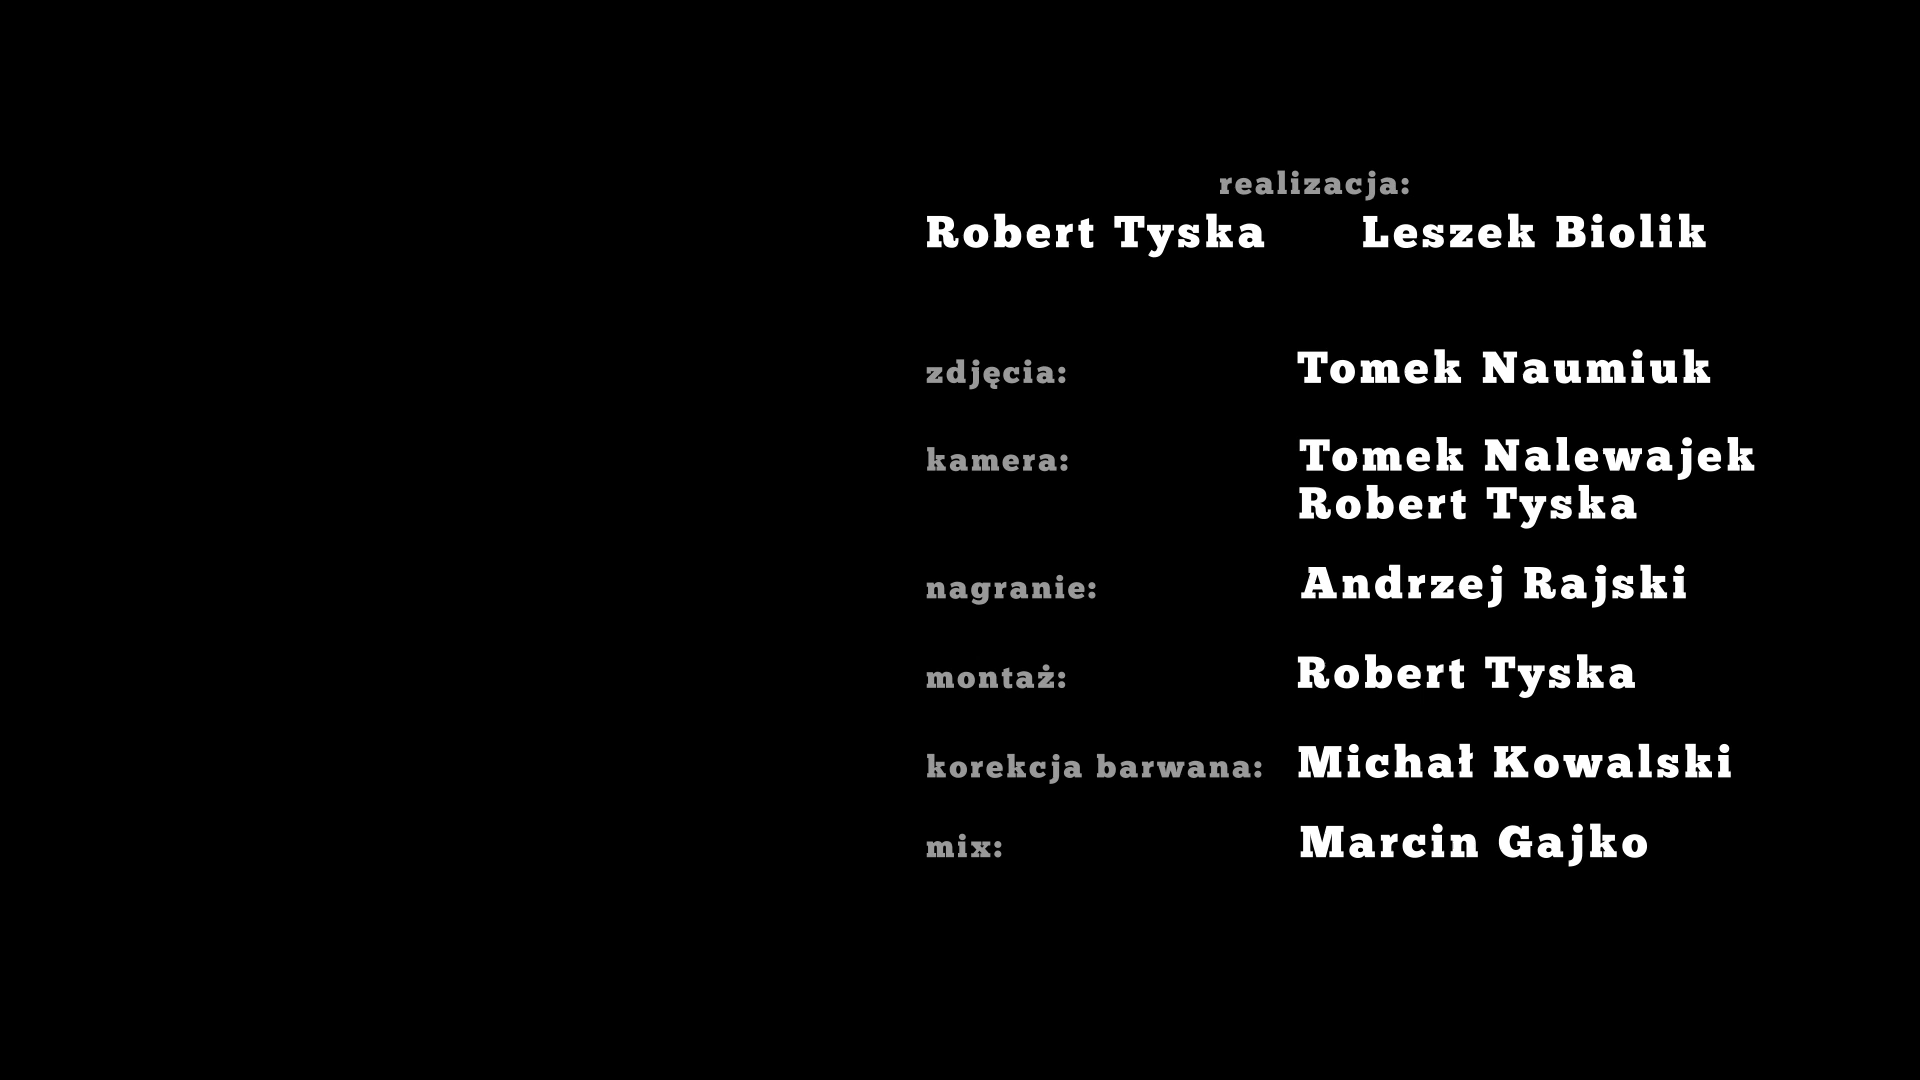 realizacja:
Robert Tyska Leszek Biolik
zdjęcia: Tomek Naumiuk
kamera: Tomek Nalewajek
Robert Tyska
nagranie: Andrzej Rajski
montaż: Robert Tyska
korekcja barwana: Michał Kowalski
mix: Marcin Gajko